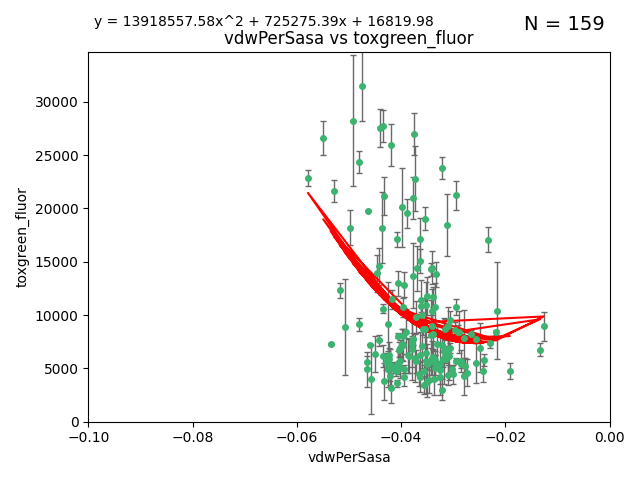 y = 13918557.58x^2 + 725275.39x + 16819.98
N = 159
vdwPerSasa vs toxgreen_fluor
toxgreen_fluor
30000
25000
20000
15000
10000
5000
0
−0.10 −0.08 −0.06 −0.04 −0.02 0.00
vdwPerSasa